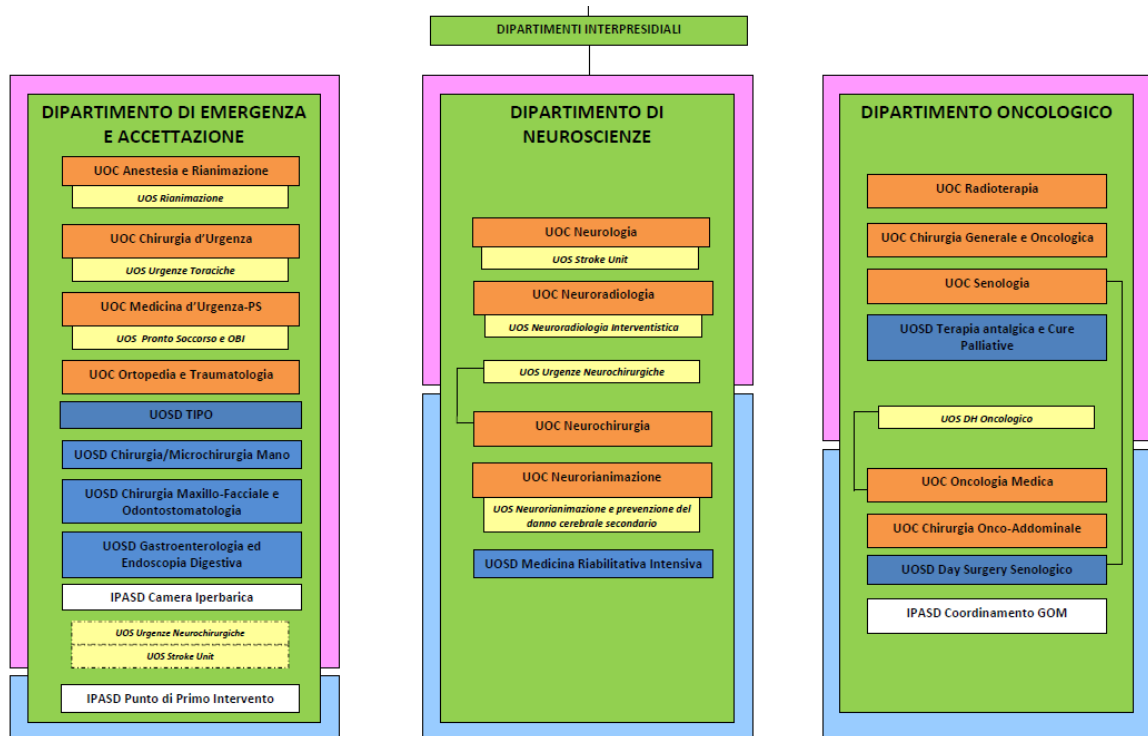 DIPARTIMENTI INTERPRESIDIALI
DIPARTIMENTO DI EMERGENZA
E ACCETTAZIONE
UOC Anestesia e Rianimazione
UOS Rianimazione
UOC Chirurgia d'Urgenza
UOS Urgenze Toraciche
UOC Medicina d'Urgenza-PS
UOS Pronto Soccorso e OBI
UOC Ortopedia e Traumatologia
UOSD TIPO
UOSD Chirurgia/Microchirurgia Mano
UOSD Chirurgia Maxillo-Facciale e
Odontostomatologia
UOSD Gastroenterologia ed
Endoscopia Digestiva
IPASD Camera Iperbarica
UOS Urgenze Neurochirurgiche
UOS Stroke Unit
IPASD Punto di Primo Intervento
DIPARTIMENTO DI
NEUROSCIENZE
UOC Neurologia
UOS Stroke Unit
UOC Neuroradiologia
UOS Neuroradiologia Interventistica
UOS Urgenze Neurochirurgiche
UOC Neurochirurgia
UOC Neurorianimazione
UOS Neurorianimazione e prevenzione del
danno cerebrale secondario
UOSD Medicina Riabilitativa Intensiva
DIPARTIMENTO ONCOLOGICO
UOC Radioterapia
UOC Chirurgia Generale e Oncologica
UOC Senologia
UOSD Terapia antalgica e Cure
Palliative
UOS DH Oncologico
UOC Oncologia Medica
UOC Chirurgia Onco-Addominale
UOSD Day Surgery Senologico
IPASD Coordinamento GOM